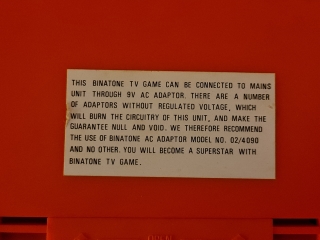 THIS BINATONE TV GAME CAN BE CONNECTED TO MAINS
UNIT THROUGH 9V AC ADAPTOR. THERE ARE A NUMBER
OF ADAPTORS WITHOUT REGULATED VOLTAGE, WHICH
WILL BURN THE CIRCUITRY OF THIS UNIT, AND MAKE THE
GUARANTEE NULL AND VOID. WE THEREFORE RECOMMEND
THE USE OF BINATONE AC ADAPTOR MODEL NO. 02/4090
AND NO OTHER. YOU WILL BECOME A SUPERSTAR WITH
BINATONE TV GAME.